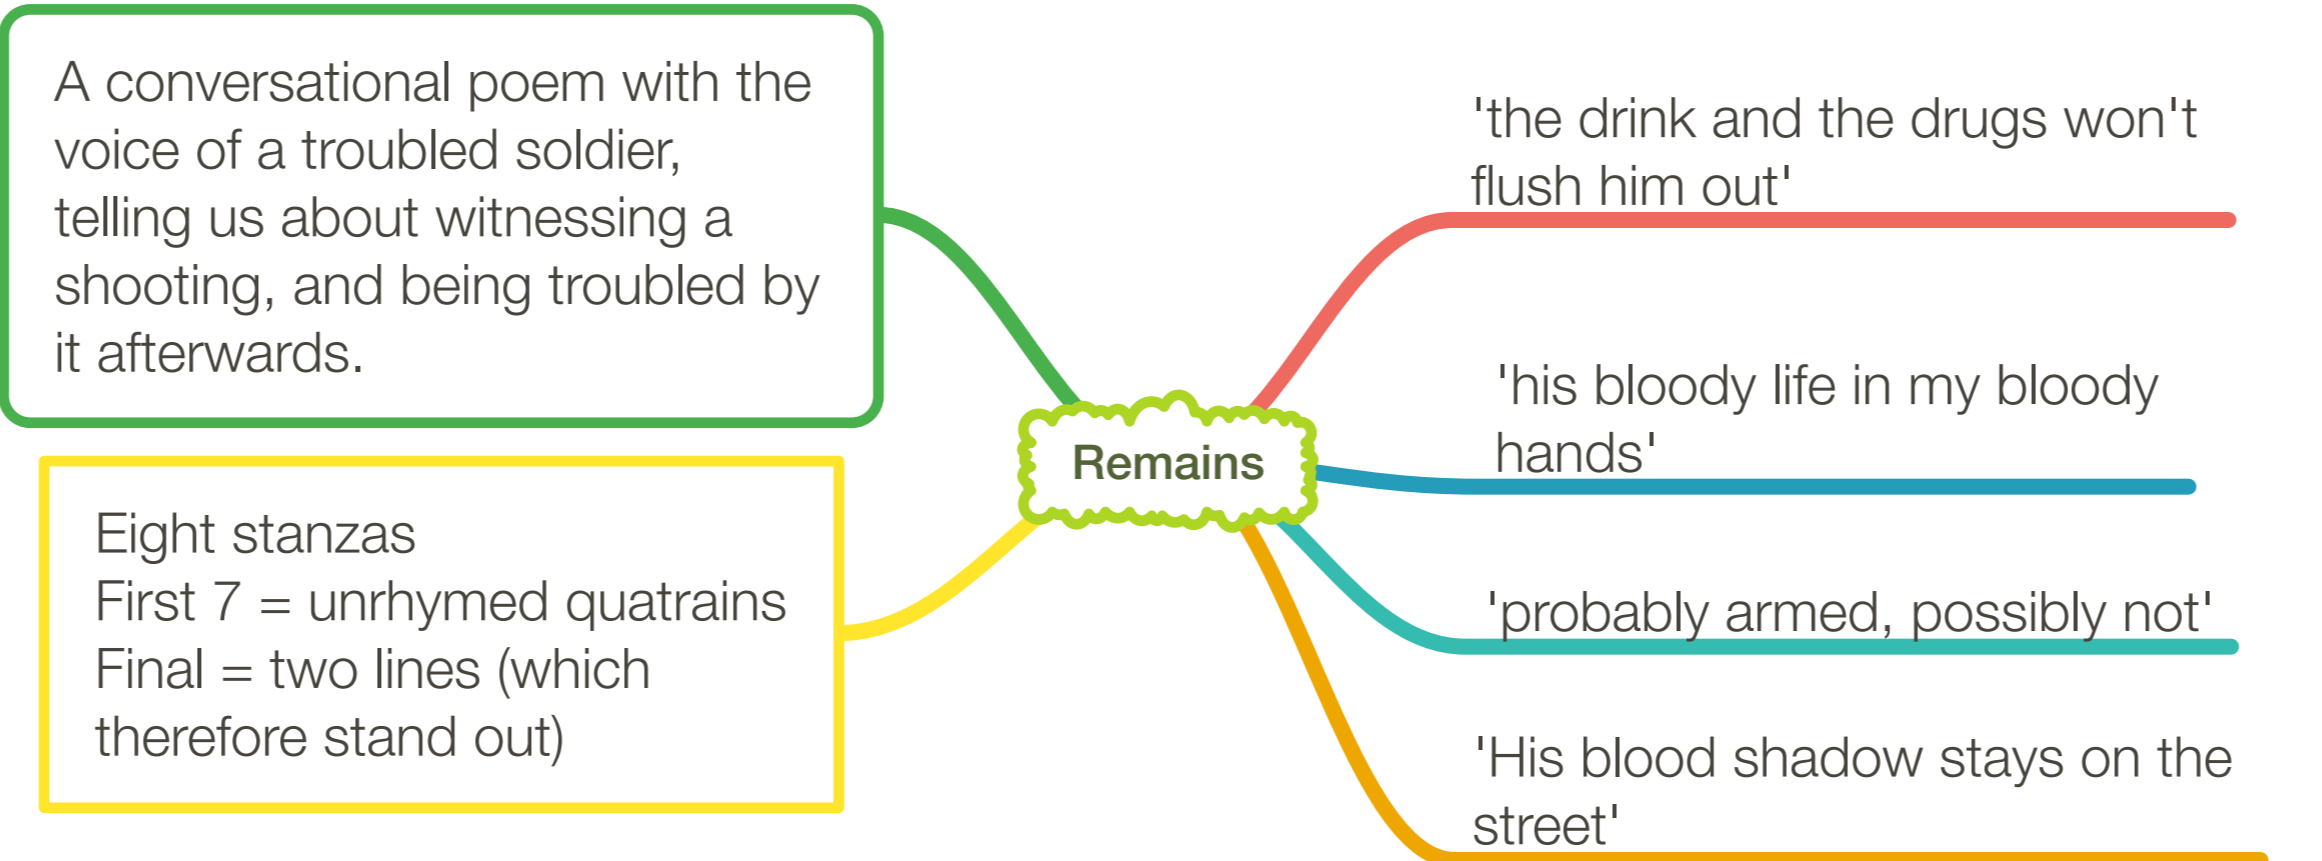 A conversational poem with the
voice of a troubled soldier,
telling us about witnessing a
shooting, and being troubled by
it afterwards.
Eight stanzas
First 7 = unrhymed quatrains
Final = two lines (which
therefore stand out)
Remains
'the drink and the drugs won't
flush him out'
'his bloody life in my bloody
hands'
'probably armed, possibly not'
'His blood shadow stays on the
street'